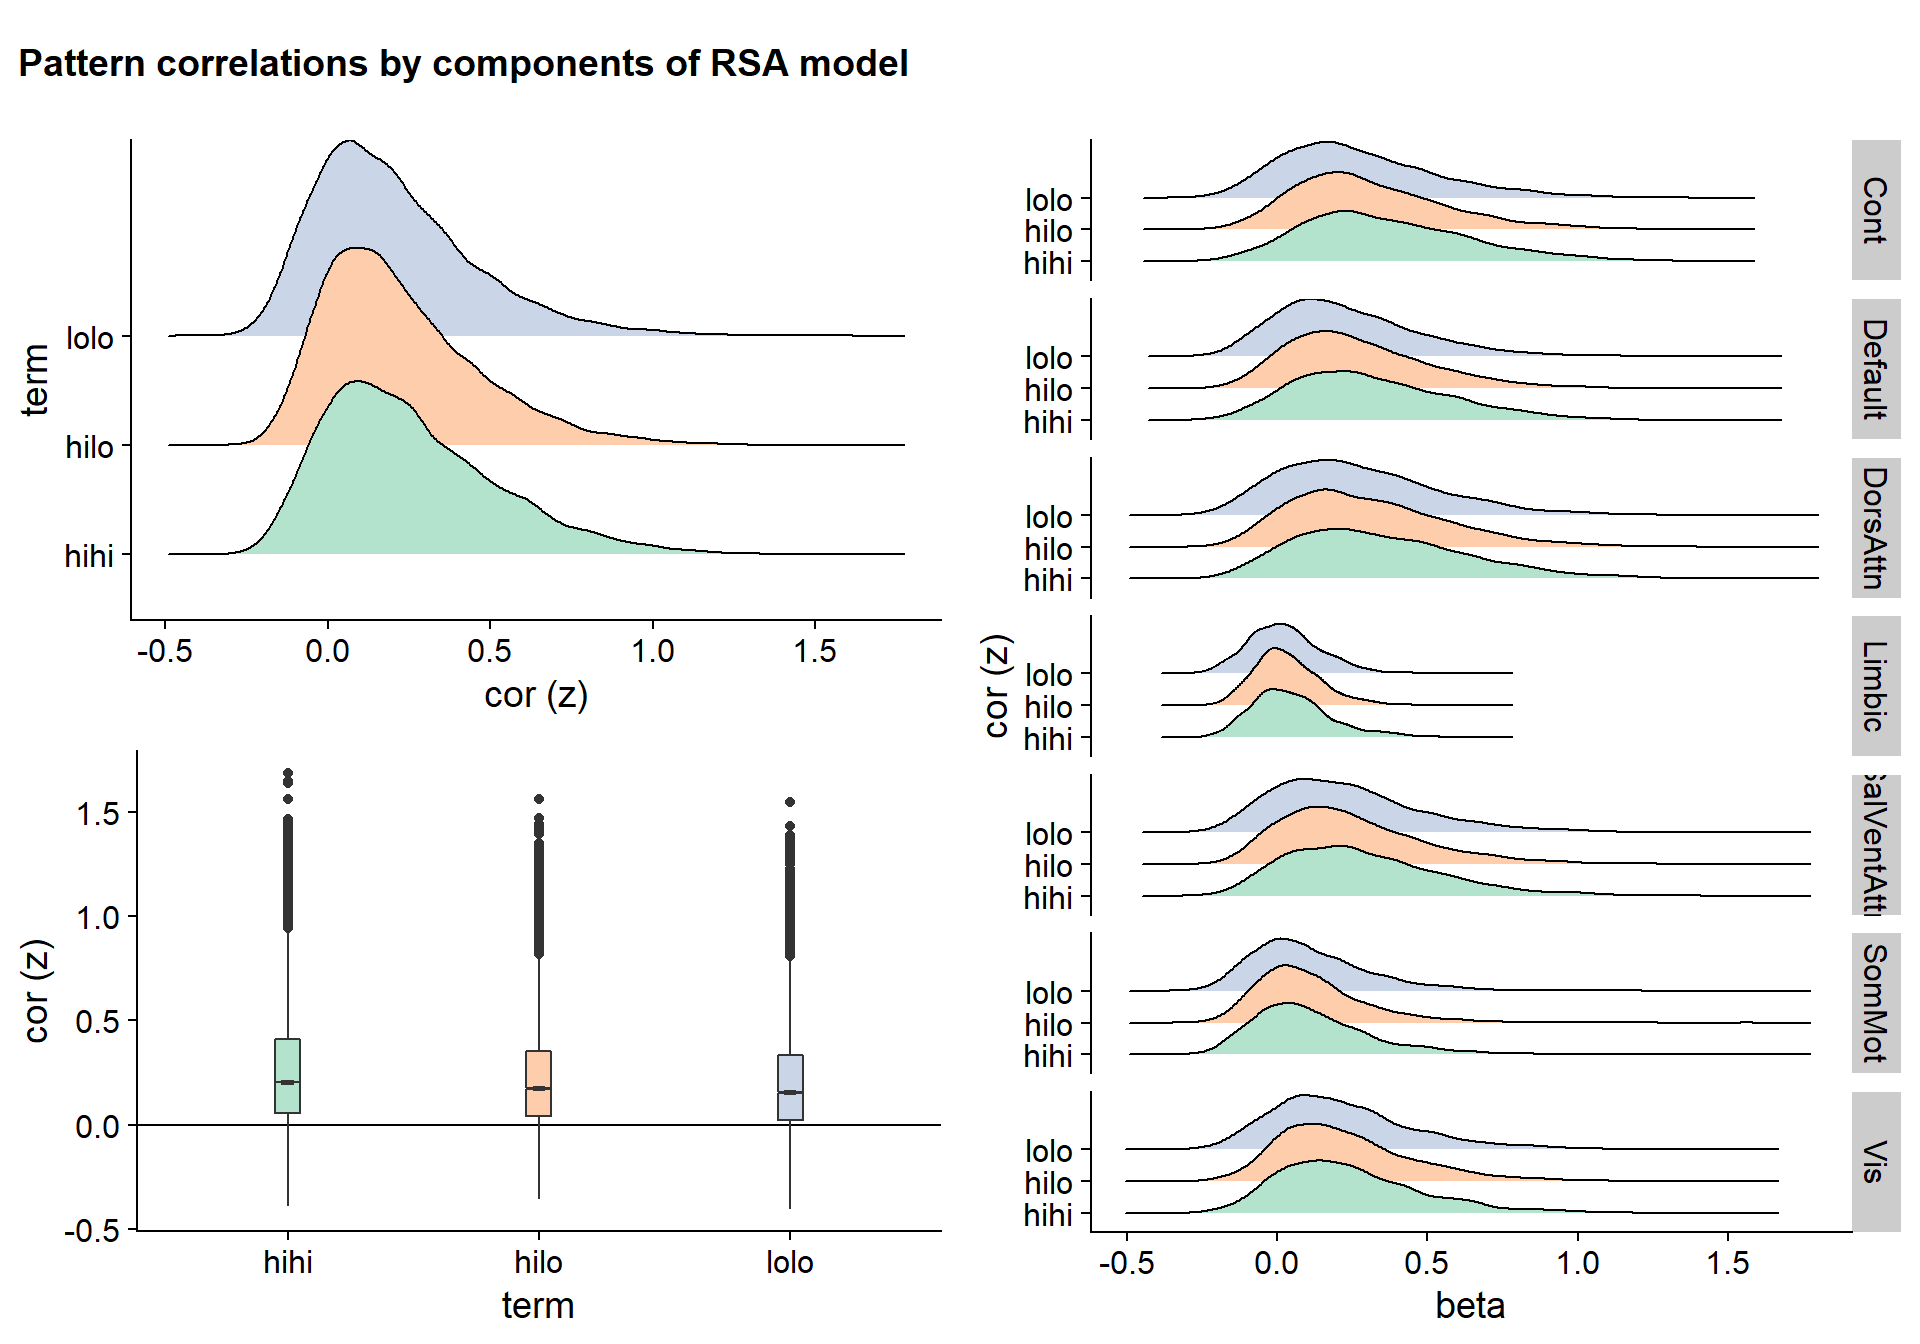 Pattern correlations by components of RSA model
term
lolo
hilo
hihi
-0.5 0.0 0.5 1.0 1.5
cor (z)
cor (z)
1.5
1.0
0.5
0.0
-0.5
hihi hilo lolo
term
cor (z)
lolo
hilo
hihi
Cont
lolo
hilo
hihi
Default
lolo
hilo
hihi
DorsAttn
lolo
hilo
hihi
Limbic
lolo
hilo
hihi
SalVentAttn
lolo
hilo
hihi
SomMot
lolo
hilo
hihi
Vis
-0.5 0.0 0.5 1.0 1.5
beta